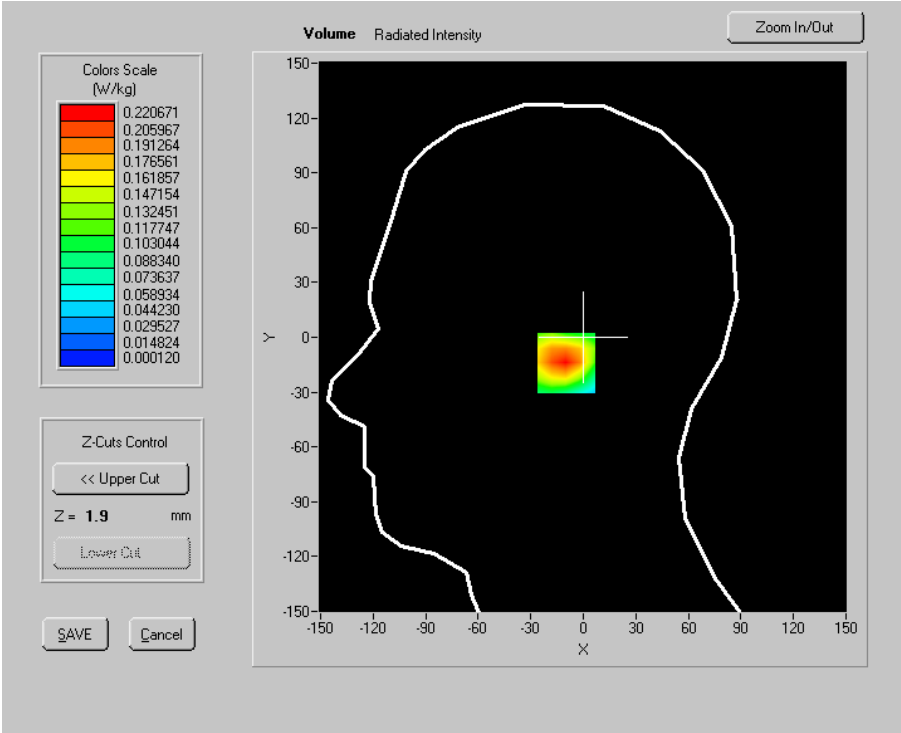 Volume Radiated Intensity
Zoom In/Out
Colors Scale
(W/kg)
0.220671
0.205967
0.191264
0.176561
0.161857
0.147154
0.132451
0.117747
0.103044
0.088340
0.073637
0.058934
0.044230
0.029527
0.014824
0.000120
Z-Cuts Control
<< Upper Cut
Z = 1.9 mm
Lower Cut
SAVE
Cancel
150
120
90
60
30
0
-30
-60
-90
-120
-150
Y
-150 -120 -90 -60 -30 0 30 60 90 120 150
X